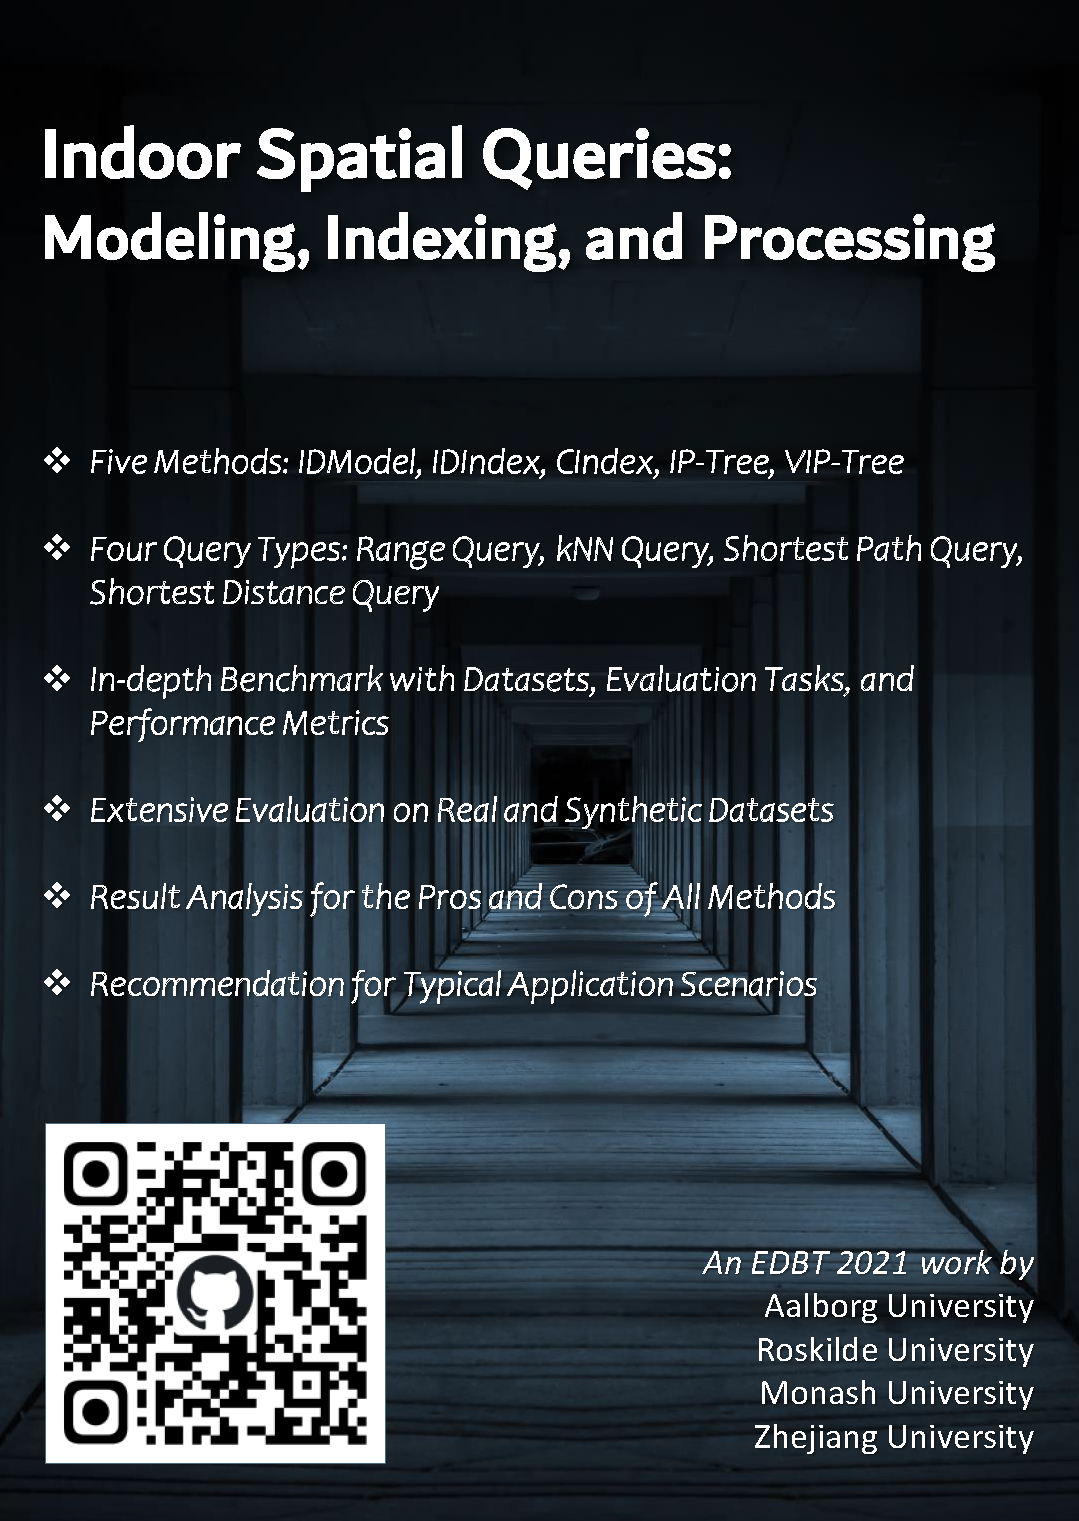 Indoor Spatial Queries:
Modeling, Indexing, and Processing
❖ Five Methods: IDModel, IDIndex, CIndex, IP-Tree, VIP-Tree
❖ Four Query Types: Range Query, kNN Query, Shortest Path Query,
Shortest Distance Query
❖ In-depth Benchmark with Datasets, Evaluation Tasks, and
Performance Metrics
❖ Extensive Evaluation on Real and Synthetic Datasets
❖ Result Analysis for the Pros and Cons of All Methods
❖ Recommendation for Typical Application Scenarios
An EDBT 2021 work by
Aalborg University
Roskilde University
Monash University
Zhejiang University